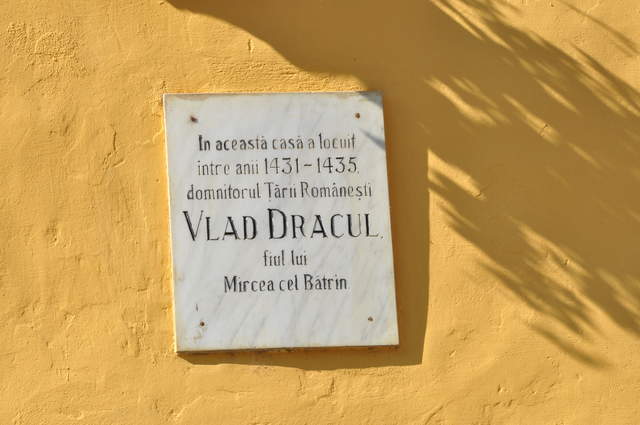 In această casă a locuit
între anii 1431-1435,
domnitorul Țării Românești
VLAD DRACUL,
fiul lui
Mircea cel Bătrîn